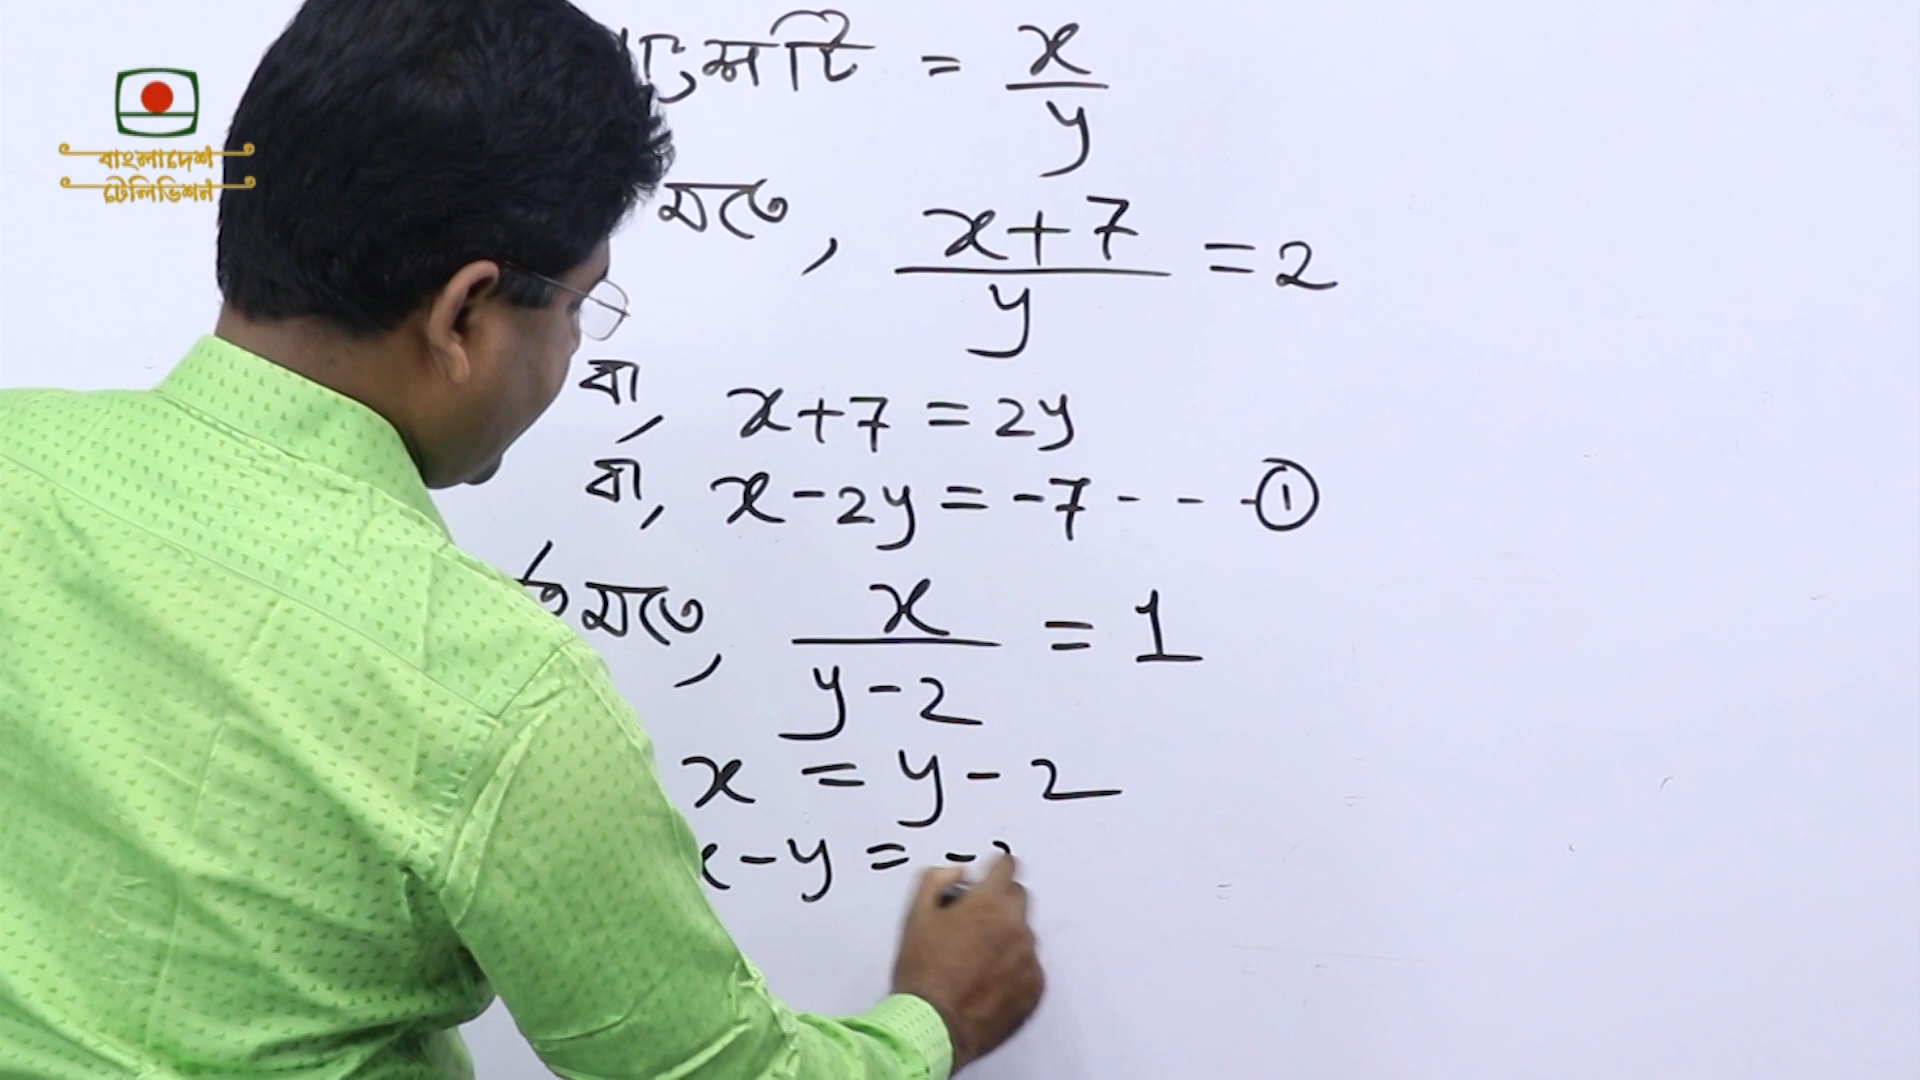 বাংলাদেশ
টেলিভিশন
= x/y
মতে, (x+7)/y = 2
বা, x+7 = 2y
বা, x-2y = -7 - - - ①
মতে, x/(y-2) = 1
x = y-2
x-y = -